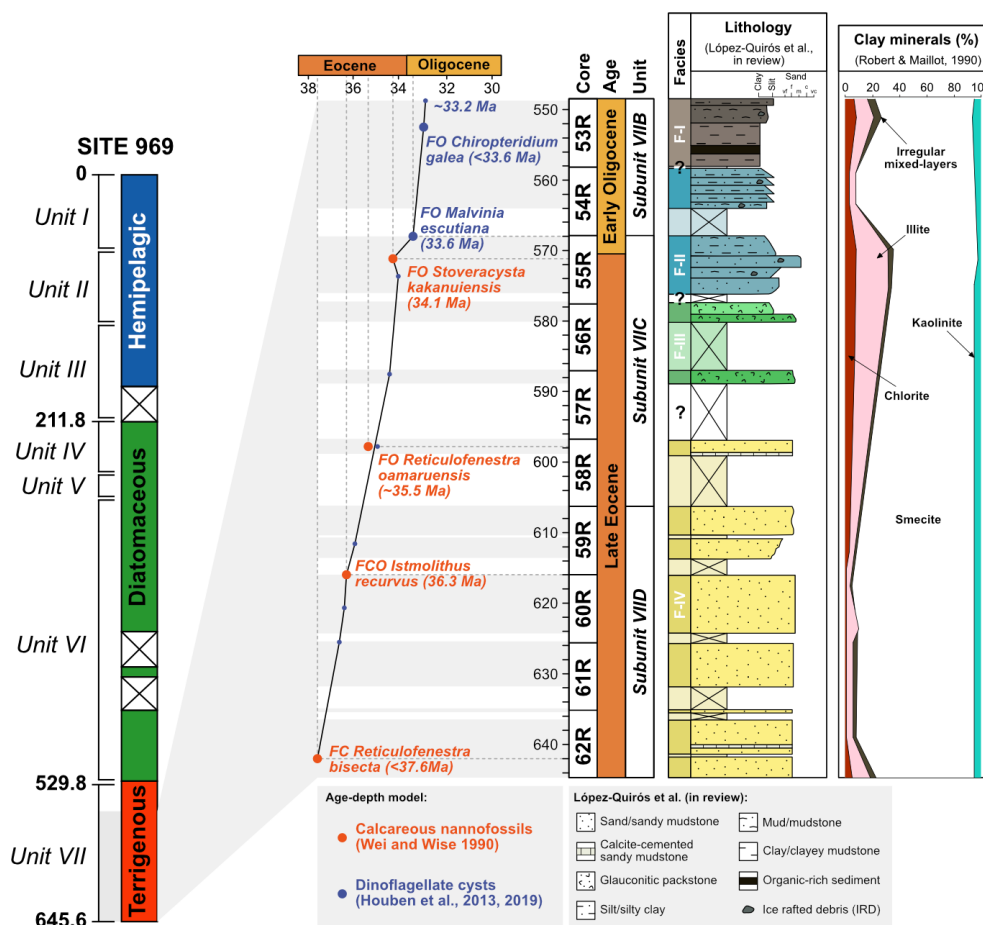 SITE 969
0
Unit I
Unit II
Unit III
211.8
Unit IV
Unit V
Unit VI
529.8
Unit VII
645.6
Hemipelagic
Diatomaceous
Terrigenous
Eocene
Oligocene
38
36
34
30
~33.2 Ma
FO Chiropteridium
galea (<33.6 Ma)
FO Malvinia
escutiana
(33.6 Ma)
FO Stoveracysta
kakanuiensis
(34.1 Ma)
FO Reticulofenestra
oamaruensis
(~35.5 Ma)
FCO Istmolithus
recurvus (36.3 Ma)
FC Reticulofenestra
bisecta (<37.6Ma)
550
560
570
580
590
600
610
620
630
640
Core
53R
54R
55R
56R
57R
58R
59R
60R
61R
62R
Age
Early Oligocene
Late Eocene
Unit
Subunit VIIB
Subunit VIIC
Subunit VIID
Facies
F-I
?
F-II
?
F-III
?
F-IV
Lithology
(López-Quirós et al.,
in review)
Clay
Slit
Sand
vf
f
m
c
vc
Clay minerals (%)
(Robert & Maillot, 1990)
0
20
40
60
80
100
Irregular
mixed-layers
Illite
Kaolinite
Chlorite
Smecite
Age-depth model:
Calcareous nannofossils
(Wei and Wise 1990)
Dinoflagellate cysts
(Houben et al., 2013, 2019)
López-Quirós et al. (in review):
Sand/sandy mudstone
Calcite-cemented
sandy mudstone
Glauconitic packstone
Silt/silty clay
Mud/mudstone
Clay/clayey mudstone
Organic-rich sediment
Ice rafted debris (IRD)